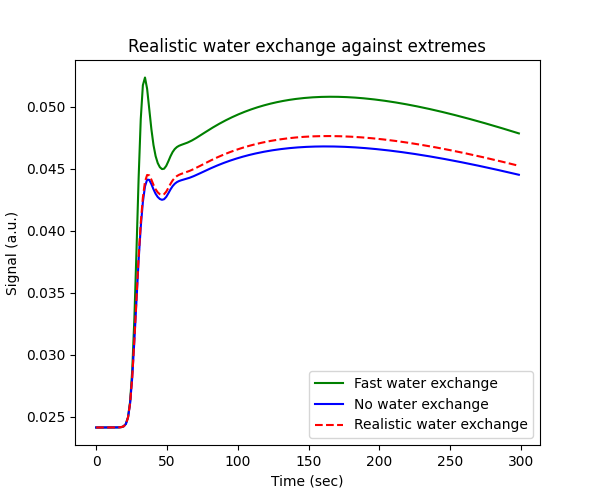 Realistic water exchange against extremes
Signal (a.u.)
0.050
0.045
0.040
0.035
0.030
0.025
0 50 100 150 200 250 300
Time (sec)
Fast water exchange
No water exchange
Realistic water exchange